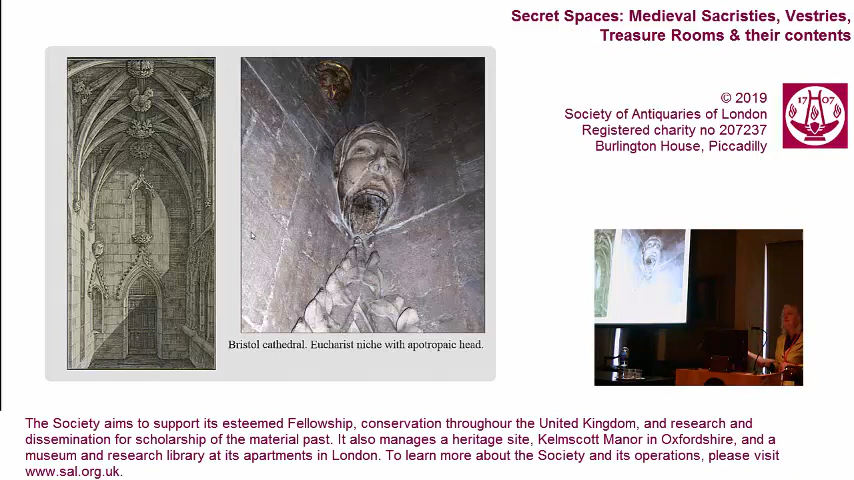 Secret Spaces: Medieval Sacristies, Vestries,
Treasure Rooms & their contents
© 2019
Society of Antiquaries of London
Registered charity no 207237
Burlington House, Piccadilly
17 07
Bristol cathedral. Eucharist niche with apotropaic head.
The Society aims to support its esteemed Fellowship, conservation throughour the United Kingdom, and research and
dissemination for scholarship of the material past. It also manages a heritage site, Kelmscott Manor in Oxfordshire, and a
museum and research library at its apartments in London. To learn more about the Society and its operations, please visit
www.sal.org.uk.